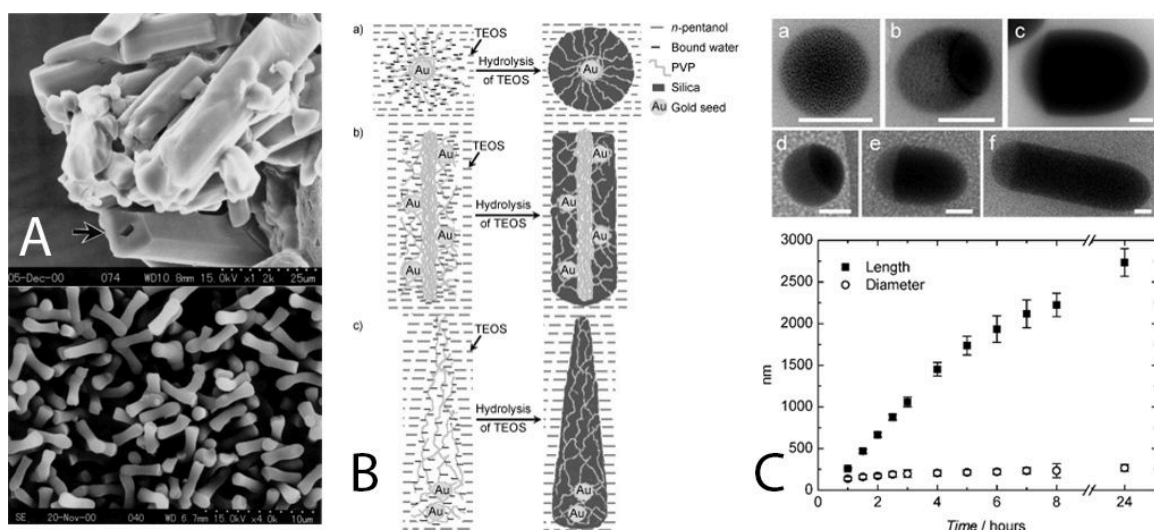 A
05-Dec-00 074 WD10.8mm 15.0kV x1.2k 25um
SE 20-Nov-00 040 WD 6.7mm 15.0kV x4.0k 10um
B
a)
TEOS
Au
Hydrolysis
of TEOS
Au
n-pentanol
Bound water
PVP
Silica
Au Gold seed
b)
TEOS
Au
Au
Au
Au
Hydrolysis
of TEOS
Au
Au
Au
Au
c)
TEOS
Hydrolysis
of TEOS
Au
Au
Au
Au
a
b
c
d
e
f
C
3000
2500
2000
1500
1000
500
250
0
nm
Length
Diameter
0 2 4 6 8 24
Time / hours